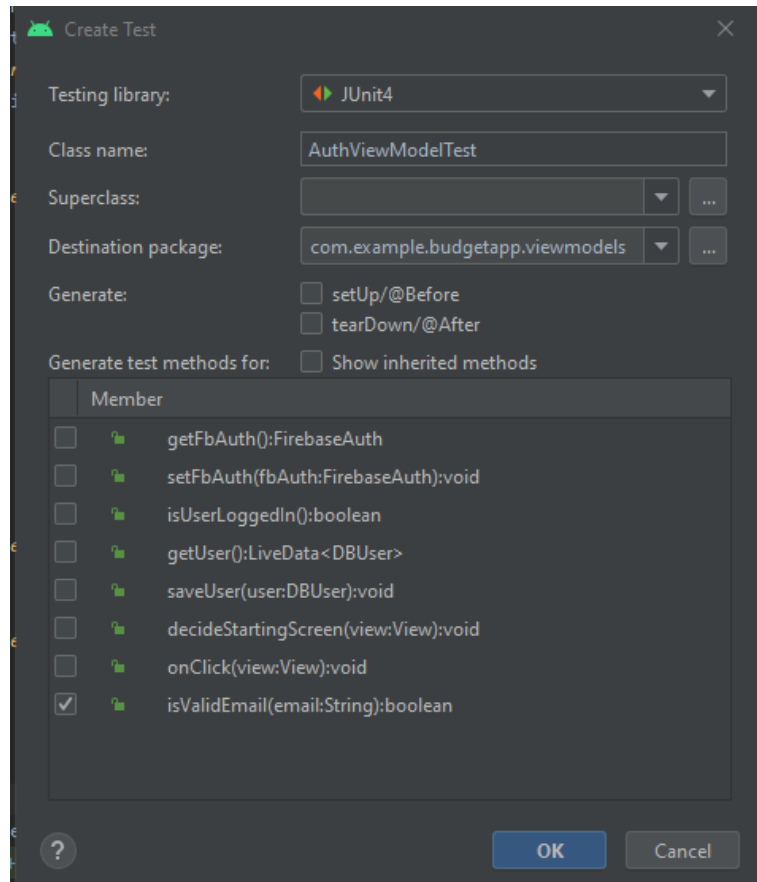 Create Test
Testing library: JUnit4
Class name: AuthViewModelTest
Superclass: ...
Destination package: com.example.budgetapp.viewmodels ...
Generate: setUp/@Before
tearDown/@After
Generate test methods for: Show inherited methods
Member
getFbAuth():FirebaseAuth
setFbAuth(fbAuth:FirebaseAuth):void
isUserLoggedIn():boolean
getUser():LiveData<DBUser>
saveUser(user:DBUser):void
decideStartingScreen(view:View):void
onClick(view:View):void
isValidEmail(email:String):boolean
? OK Cancel